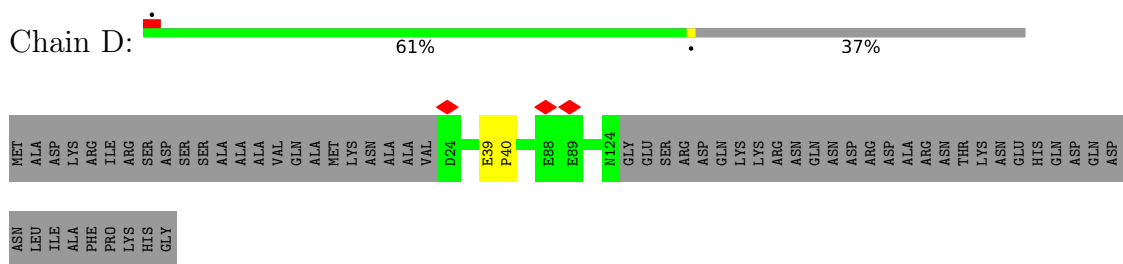 Chain D:
61%
•
37%
MET ALA ASP LYS ARG ILE ARG SER ASP SER SER ALA ALA ALA VAL GLN ALA MET LYS ASN ALA ALA VAL D24 E39 P40 E88 E89 N124 GLY GLU SER ARG ASP GLN LYS LYS ARG ASN GLN ASN ASP ARG ASP ALA ARG ASN THR LYS ASN GLU HIS GLN ASP GLN ASP
ASN LEU ILE ALA PHE PRO LYS HIS GLY